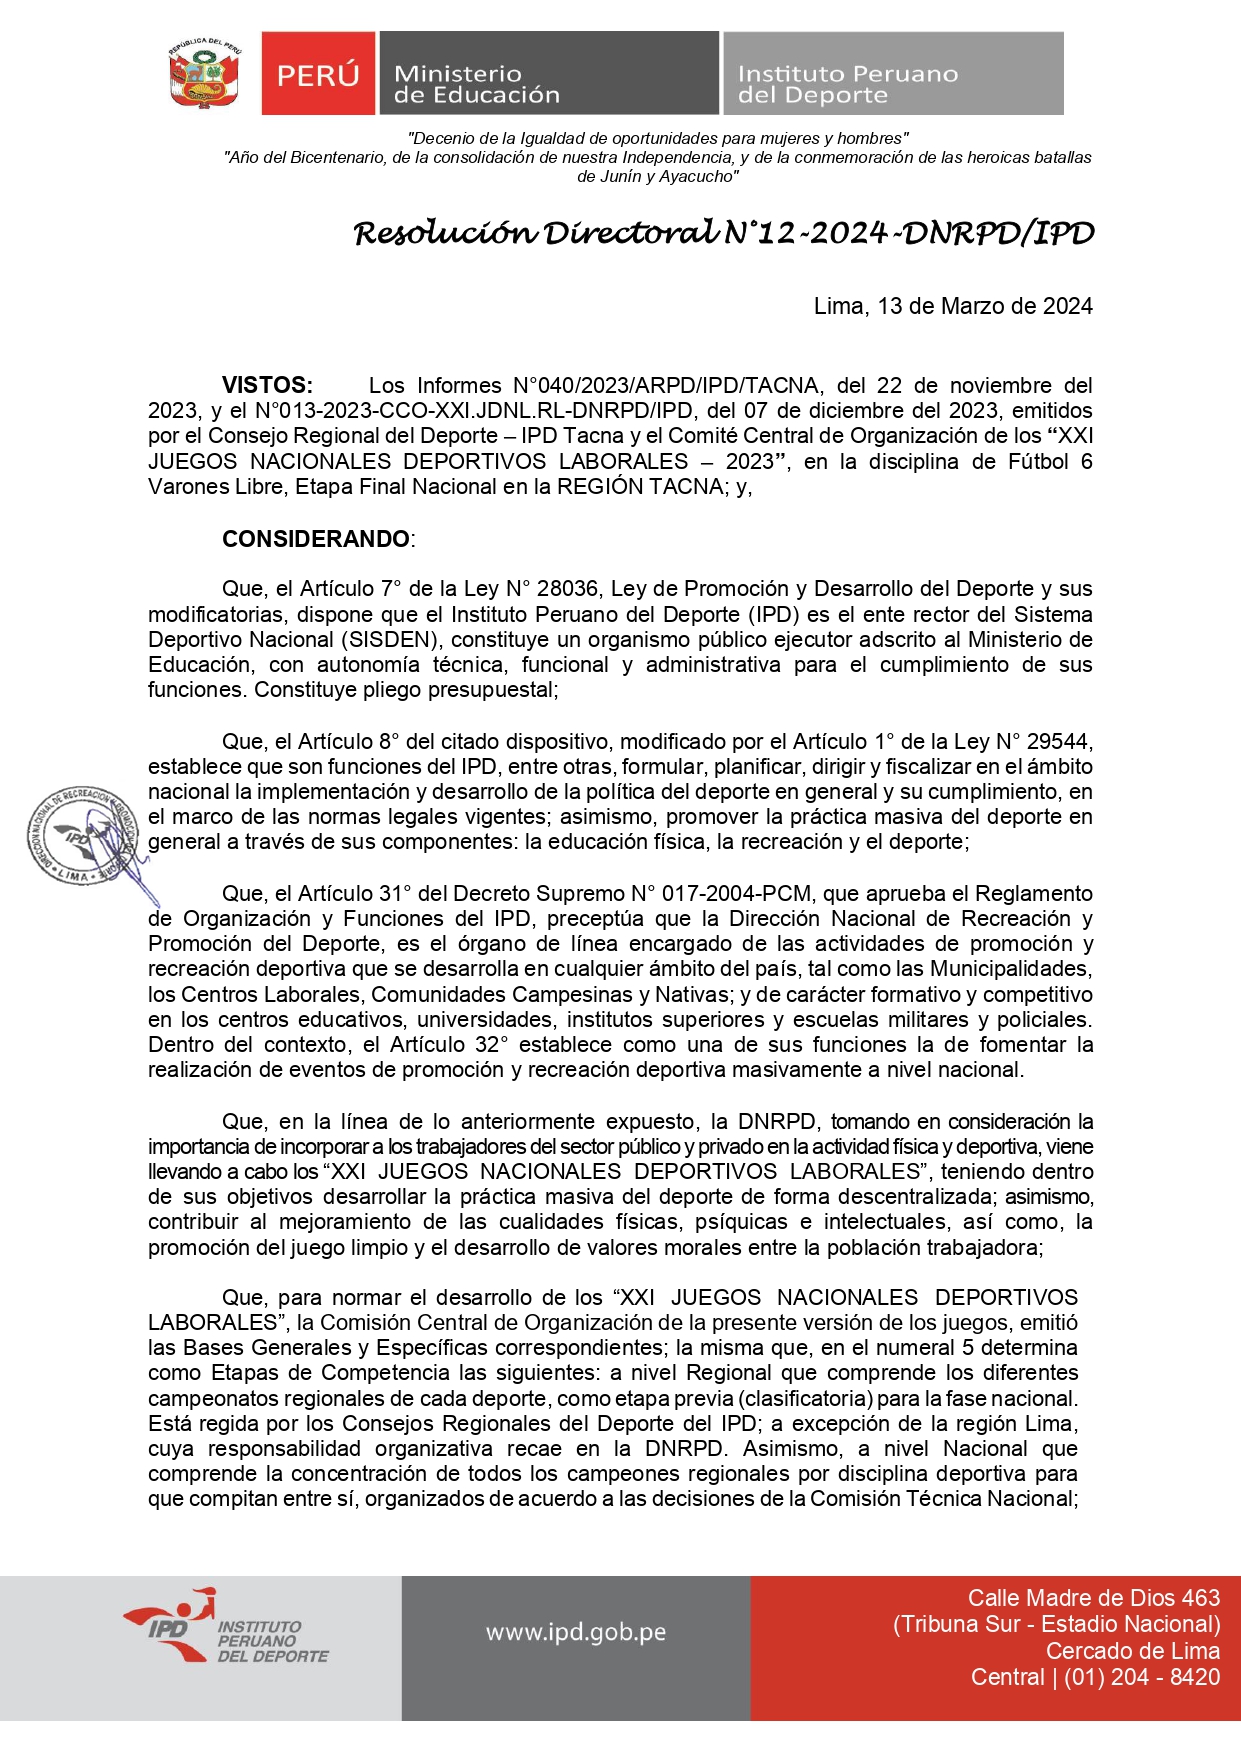 REPÚBLICA DEL PERÚ
PERÚ
Ministerio
de Educación
Instituto Peruano
del Deporte
"Decenio de la Igualdad de oportunidades para mujeres y hombres"
"Año del Bicentenario, de la consolidación de nuestra Independencia, y de la conmemoración de las heroicas batallas
de Junín y Ayacucho"
Resolución Directoral N°12-2024-DNRPD/IPD
Lima, 13 de Marzo de 2024
VISTOS: Los Informes N°040/2023/ARPD/IPD/TACNA, del 22 de noviembre del
2023, y el N°013-2023-CCO-XXI.JDNL.RL-DNRPD/IPD, del 07 de diciembre del 2023, emitidos
por el Consejo Regional del Deporte – IPD Tacna y el Comité Central de Organización de los “XXI
JUEGOS NACIONALES DEPORTIVOS LABORALES – 2023”, en la disciplina de Fútbol 6
Varones Libre, Etapa Final Nacional en la REGIÓN TACNA; y,
CONSIDERANDO:
Que, el Artículo 7° de la Ley N° 28036, Ley de Promoción y Desarrollo del Deporte y sus
modificatorias, dispone que el Instituto Peruano del Deporte (IPD) es el ente rector del Sistema
Deportivo Nacional (SISDEN), constituye un organismo público ejecutor adscrito al Ministerio de
Educación, con autonomía técnica, funcional y administrativa para el cumplimiento de sus
funciones. Constituye pliego presupuestal;
Que, el Artículo 8° del citado dispositivo, modificado por el Artículo 1° de la Ley N° 29544,
establece que son funciones del IPD, entre otras, formular, planificar, dirigir y fiscalizar en el ámbito
nacional la implementación y desarrollo de la política del deporte en general y su cumplimiento, en
el marco de las normas legales vigentes; asimismo, promover la práctica masiva del deporte en
general a través de sus componentes: la educación física, la recreación y el deporte;
DIRECCIÓN NACIONAL DE RECREACIÓN
IPD
LIMA
Que, el Artículo 31° del Decreto Supremo N° 017-2004-PCM, que aprueba el Reglamento
de Organización y Funciones del IPD, preceptúa que la Dirección Nacional de Recreación y
Promoción del Deporte, es el órgano de línea encargado de las actividades de promoción y
recreación deportiva que se desarrolla en cualquier ámbito del país, tal como las Municipalidades,
los Centros Laborales, Comunidades Campesinas y Nativas; y de carácter formativo y competitivo
en los centros educativos, universidades, institutos superiores y escuelas militares y policiales.
Dentro del contexto, el Artículo 32° establece como una de sus funciones la de fomentar la
realización de eventos de promoción y recreación deportiva masivamente a nivel nacional.
Que, en la línea de lo anteriormente expuesto, la DNRPD, tomando en consideración la
importancia de incorporar a los trabajadores del sector público y privado en la actividad física y deportiva, viene
llevando a cabo los “XXI JUEGOS NACIONALES DEPORTIVOS LABORALES”, teniendo dentro
de sus objetivos desarrollar la práctica masiva del deporte de forma descentralizada; asimismo,
contribuir al mejoramiento de las cualidades físicas, psíquicas e intelectuales, así como, la
promoción del juego limpio y el desarrollo de valores morales entre la población trabajadora;
Que, para normar el desarrollo de los “XXI JUEGOS NACIONALES DEPORTIVOS
LABORALES”, la Comisión Central de Organización de la presente versión de los juegos, emitió
las Bases Generales y Específicas correspondientes; la misma que, en el numeral 5 determina
como Etapas de Competencia las siguientes: a nivel Regional que comprende los diferentes
campeonatos regionales de cada deporte, como etapa previa (clasificatoria) para la fase nacional.
Está regida por los Consejos Regionales del Deporte del IPD; a excepción de la región Lima,
cuya responsabilidad organizativa recae en la DNRPD. Asimismo, a nivel Nacional que
comprende la concentración de todos los campeones regionales por disciplina deportiva para
que compitan entre sí, organizados de acuerdo a las decisiones de la Comisión Técnica Nacional;
IPD
INSTITUTO
PERUANO
DEL DEPORTE
www.ipd.gob.pe
Calle Madre de Dios 463
(Tribuna Sur - Estadio Nacional)
Cercado de Lima
Central | (01) 204 - 8420